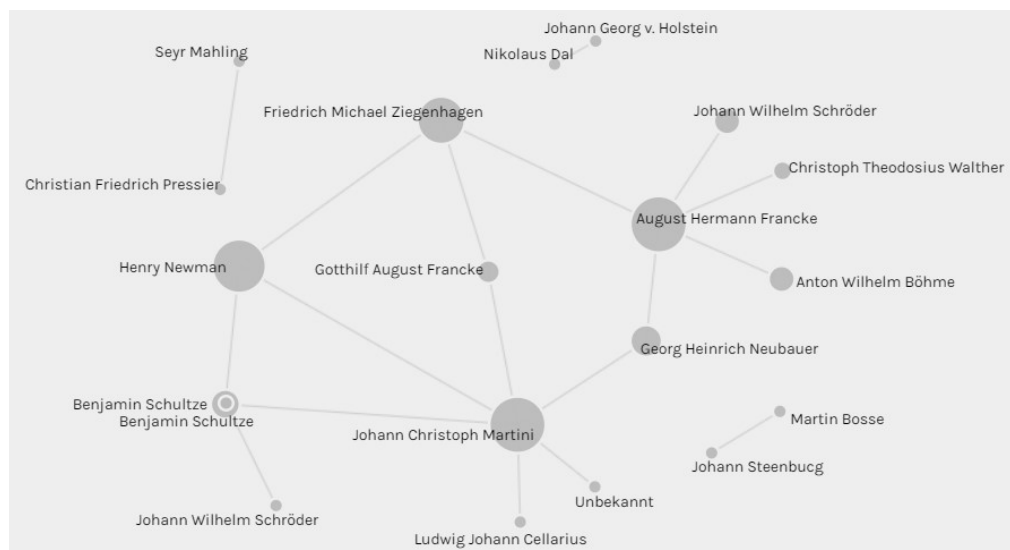 Johann Georg v. Holstein
Seyr Mahling
Nikolaus Dal
Friedrich Michael Ziegenhagen
Johann Wilhelm Schröder
Christoph Theodosius Walther
Christian Friedrich Pressier
August Hermann Francke
Henry Newman
Gotthilf August Francke
Anton Wilhelm Böhme
Georg Heinrich Neubauer
Benjamin Schultze
Benjamin Schultze
Johann Christoph Martini
Martin Bosse
Johann Steenbucg
Unbekannt
Johann Wilhelm Schröder
Ludwig Johann Cellarius